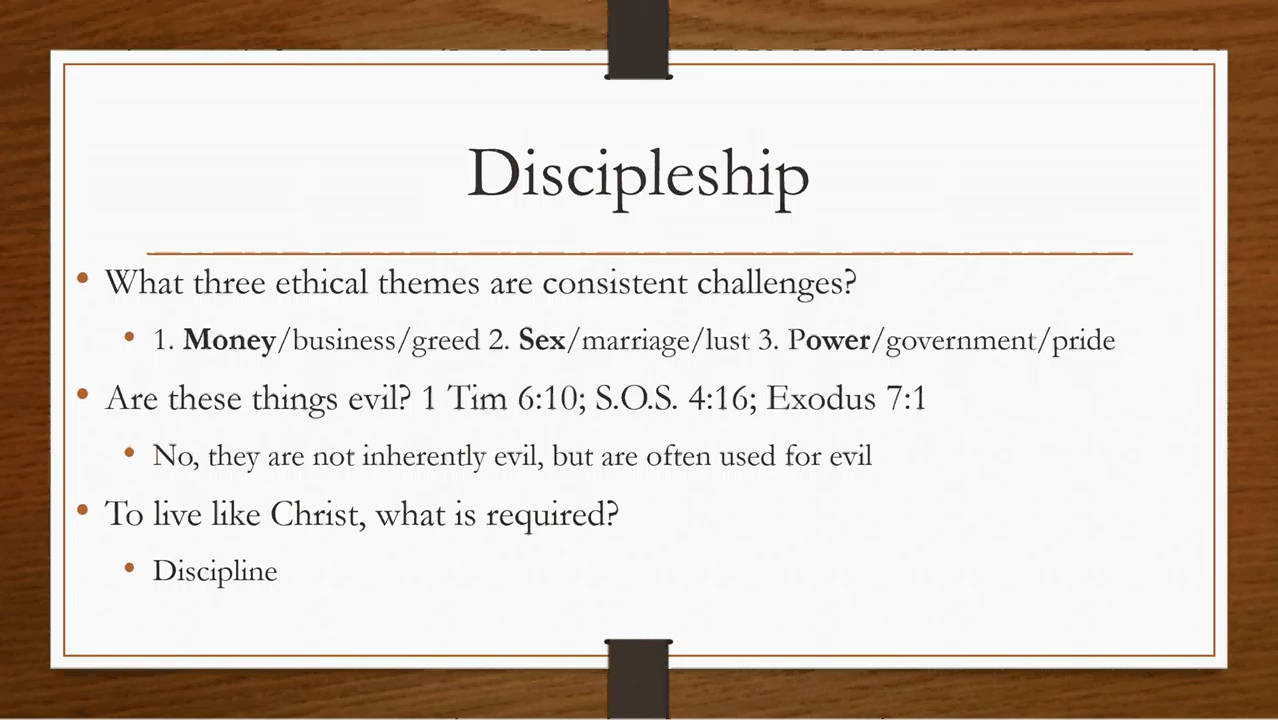 Discipleship
• What three ethical themes are consistent challenges?
• 1. Money/business/greed 2. Sex/marriage/lust 3. Power/government/pride
• Are these things evil? 1 Tim 6:10; S.O.S. 4:16; Exodus 7:1
• No, they are not inherently evil, but are often used for evil
• To live like Christ, what is required?
• Discipline